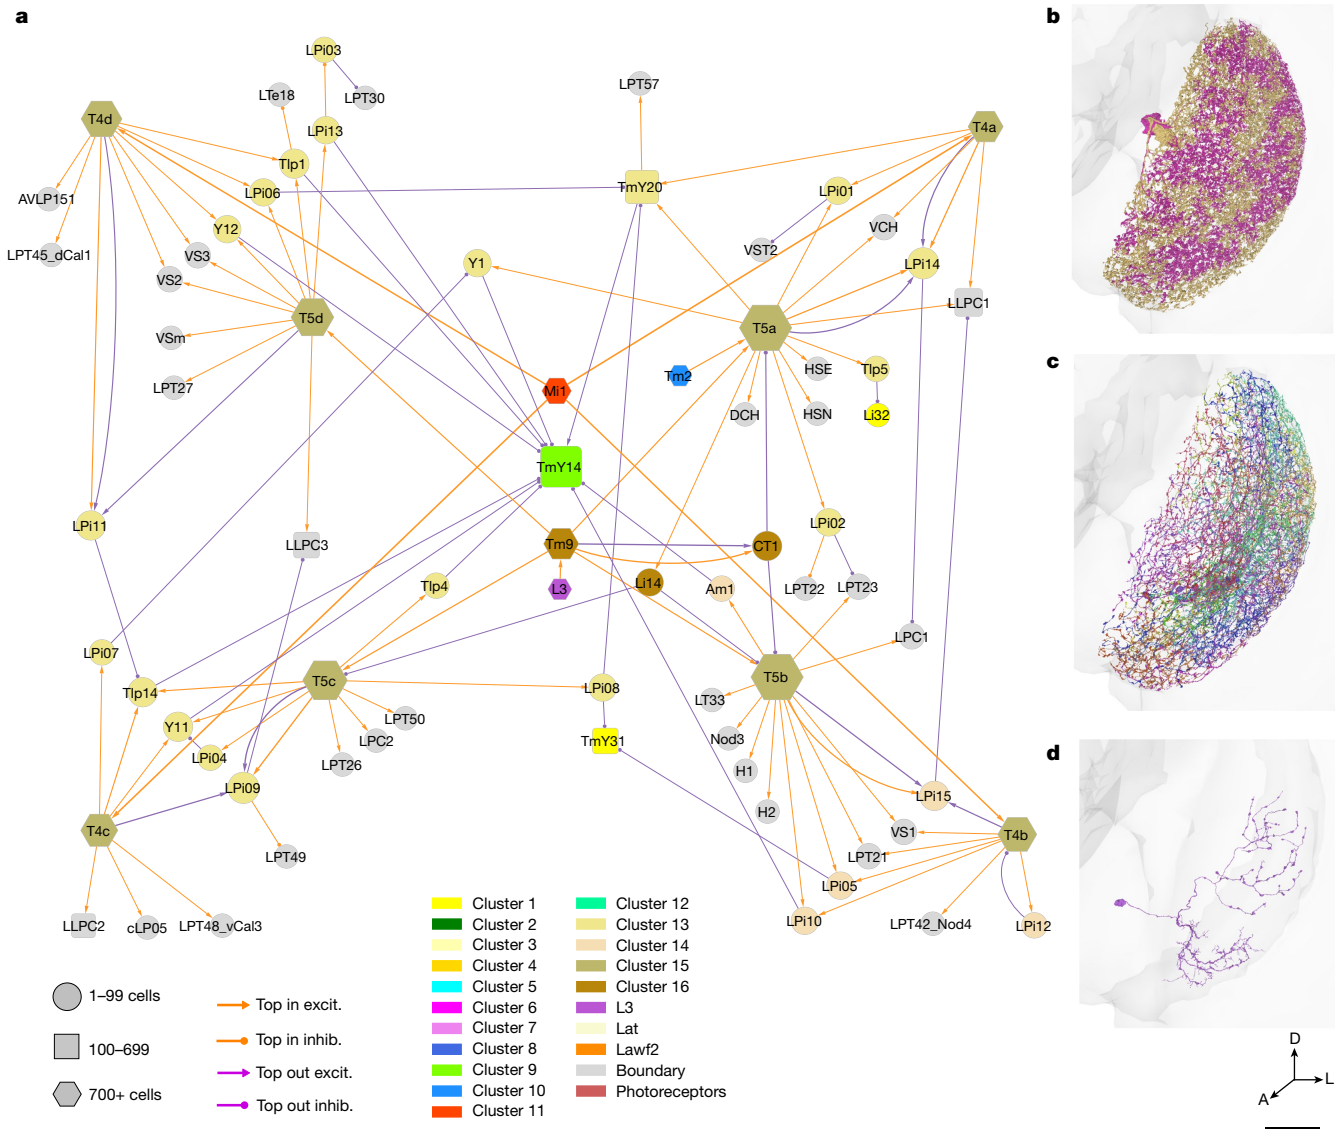 a
b
LPi03
LTe18
LPT30
LPT57
T4d
LPi13
T4a
Tlp1
LPi06
TmY20
LPi01
AVLP151
Y12
VCH
LPT45_dCal1
VS3
VST2
VS2
Y1
LPi14
LLPC1
T5d
T5a
VSm
c
LPT27
Mi1
Tm2
HSE
Tlp5
DCH
HSN
Li32
TmY14
LPi11
LPi02
LLPC3
Tm9
CT1
Tlp4
L3
Li14
Am1
LPT22
LPT23
LPC1
LPi07
Tlp14
T5c
LPi08
T5b
LT33
Y11
LPT50
LPC2
TmY31
Nod3
d
LPi04
LPT26
H1
LPi09
LPi15
H2
T4c
VS1
T4b
LPT49
LPT21
LPi05
LLPC2
cLP05
LPT48_vCal3
LPi10
LPT42_Nod4
LPi12
1–99 cells
100–699
700+ cells
Top in excit.
Top in inhib.
Top out excit.
Top out inhib.
Cluster 1
Cluster 2
Cluster 3
Cluster 4
Cluster 5
Cluster 6
Cluster 7
Cluster 8
Cluster 9
Cluster 10
Cluster 11
Cluster 12
Cluster 13
Cluster 14
Cluster 15
Cluster 16
L3
Lat
Lawf2
Boundary
Photoreceptors
D
L
A